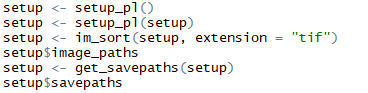 setup <- setup_pl()
setup <- setup_pl(setup)
setup <- im_sort(setup, extension = "tif")
setup$image_paths
setup <- get_savepaths(setup)
setup$savepaths